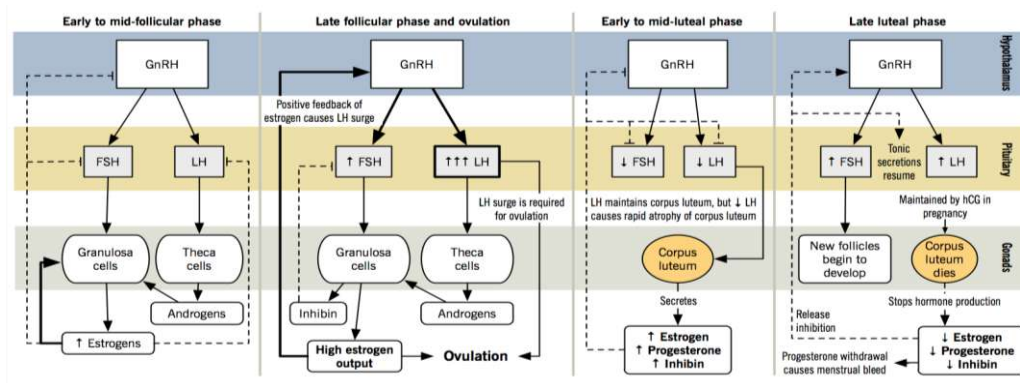 Early to mid-follicular phase
GnRH
FSH
LH
Granulosa
cells
Theca
cells
Androgens
↑ Estrogens
Late follicular phase and ovulation
GnRH
Positive feedback of
estrogen causes LH surge
↑ FSH
↑↑↑ LH
LH surge is required
for ovulation
Granulosa
cells
Theca
cells
Inhibin
Androgens
High estrogen
output
Ovulation
Early to mid-luteal phase
GnRH
↓ FSH
↓ LH
LH maintains corpus luteum, but ↓ LH
causes rapid atrophy of corpus luteum
Corpus
luteum
Secretes
↑ Estrogen
↑ Progesterone
↑ Inhibin
Late luteal phase
GnRH
↑ FSH
Tonic
secretions
resume
↑ LH
Maintained by hCG in
pregnancy
New follicles
begin to
develop
Corpus
luteum
dies
Stops hormone production
Release
inhibition
↓ Estrogen
↓ Progesterone
↓ Inhibin
Progesterone withdrawal
causes menstrual bleed
Hypothalamus
Pituitary
Gonads